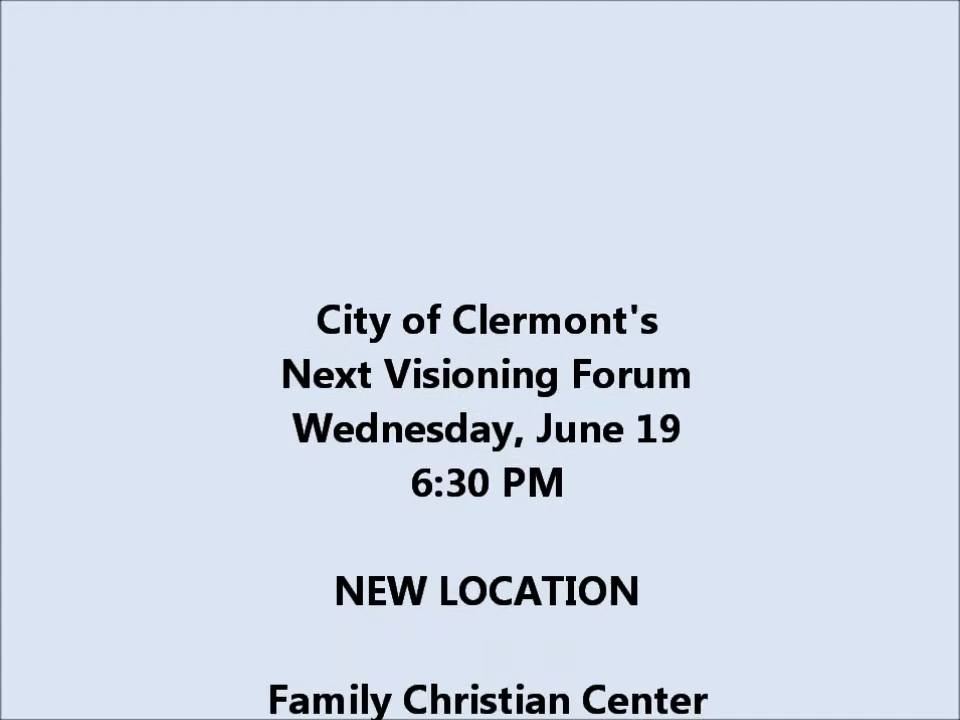 City of Clermont's
Next Visioning Forum
Wednesday, June 19
6:30 PM
NEW LOCATION
Family Christian Center